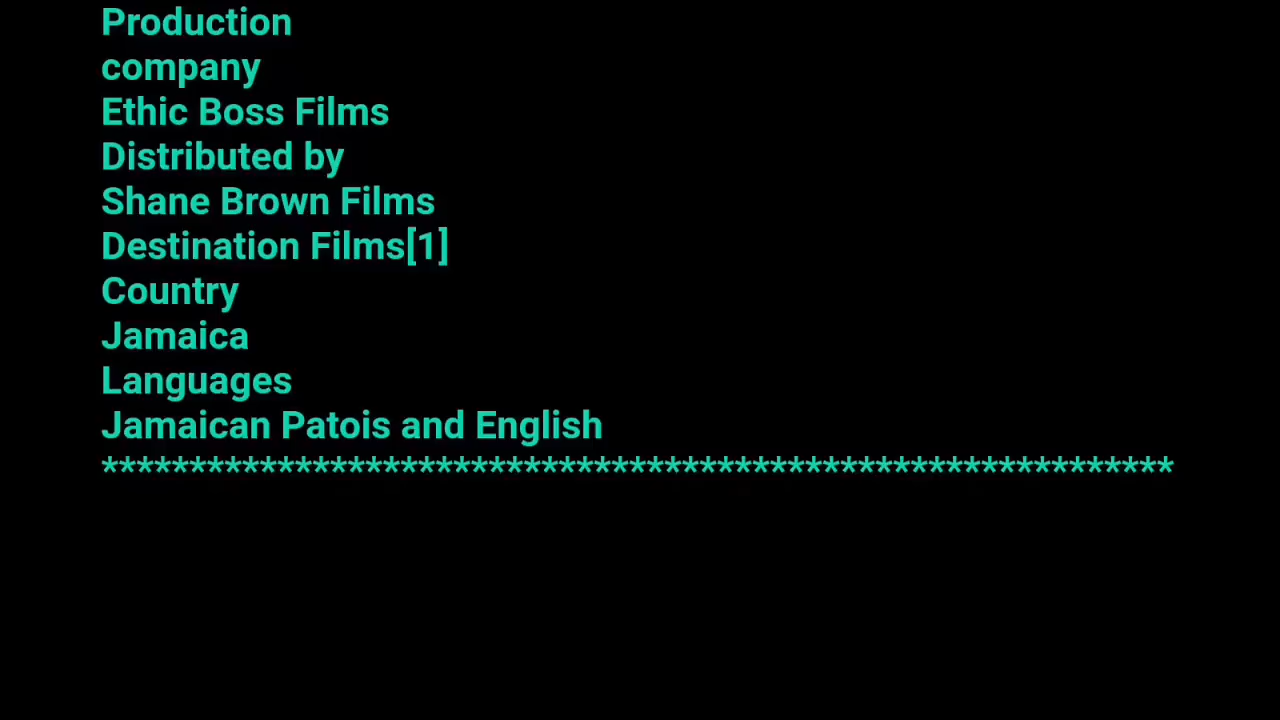 Production
company
Ethic Boss Films
Distributed by
Shane Brown Films
Destination Films[1]
Country
Jamaica
Languages
Jamaican Patois and English
*************************************************************